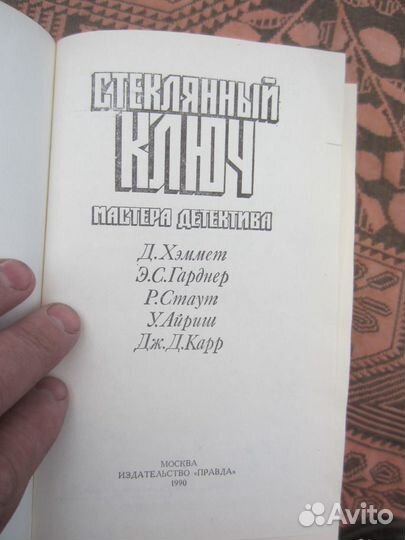 СТЕКЛЯННЫЙ
КЛЮЧ
МАСТЕРА ДЕТЕКТИВА
Д. Хэммет
Э. С. Гарднер
Р. Стаут
У. Айриш
Дж. Д. Карр
МОСКВА
ИЗДАТЕЛЬСТВО «ПРАВДА»
1990
Avito